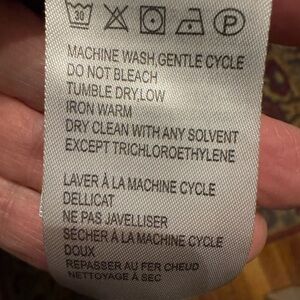 30
P
MACHINE WASH,GENTLE CYCLE
DO NOT BLEACH
TUMBLE DRY,LOW
IRON WARM
DRY CLEAN WITH ANY SOLVENT
EXCEPT TRICHLOROETHYLENE
LAVER À LA MACHINE CYCLE
DELLICAT
NE PAS JAVELLISER
SÉCHER À LA MACHINE CYCLE
DOUX
REPASSER AU FER CHEUD
NETTOYAGE À SEC